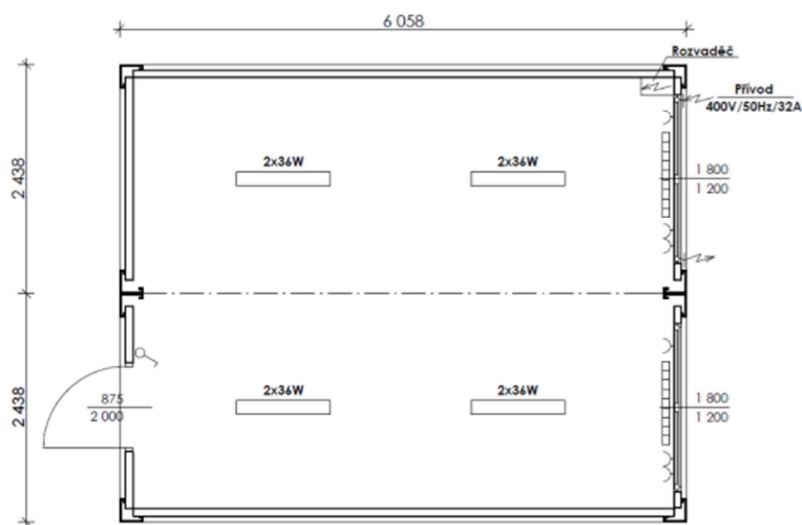 6 058
Rozvaděč
Přívod
400V/50Hz/32A
2x36W
2x36W
2 438
1 800
1 200
2x36W
2x36W
875
2 000
2 438
1 800
1 200